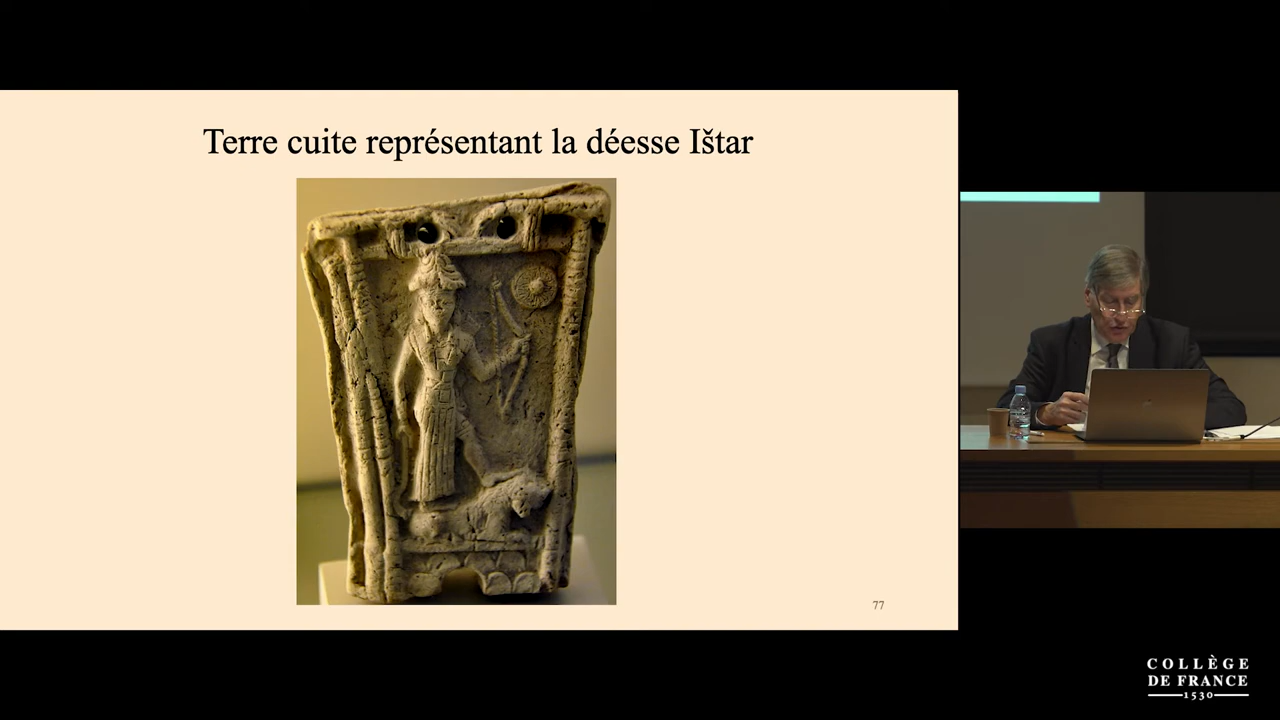 Terre cuite représentant la déesse Ištar
77
COLLÈGE
DE FRANCE
1530